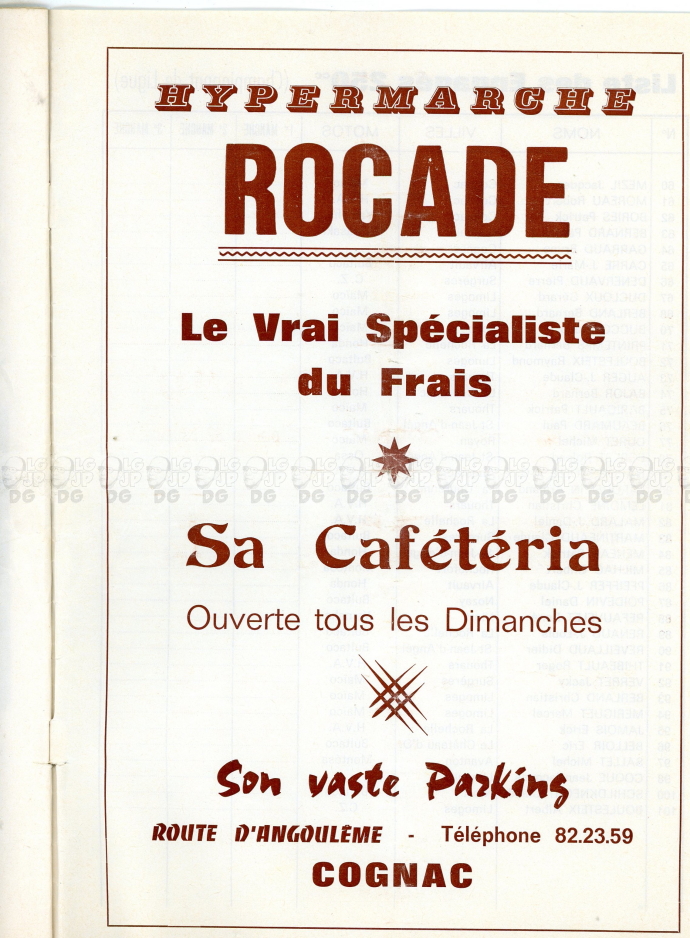 HYPERMARCHE
ROCADE
Le Vrai Spécialiste
du Frais
Sa Cafétéria
Ouverte tous les Dimanches
Son vaste Parking
ROUTE D'ANGOULÊME - Téléphone 82.23.59
COGNAC